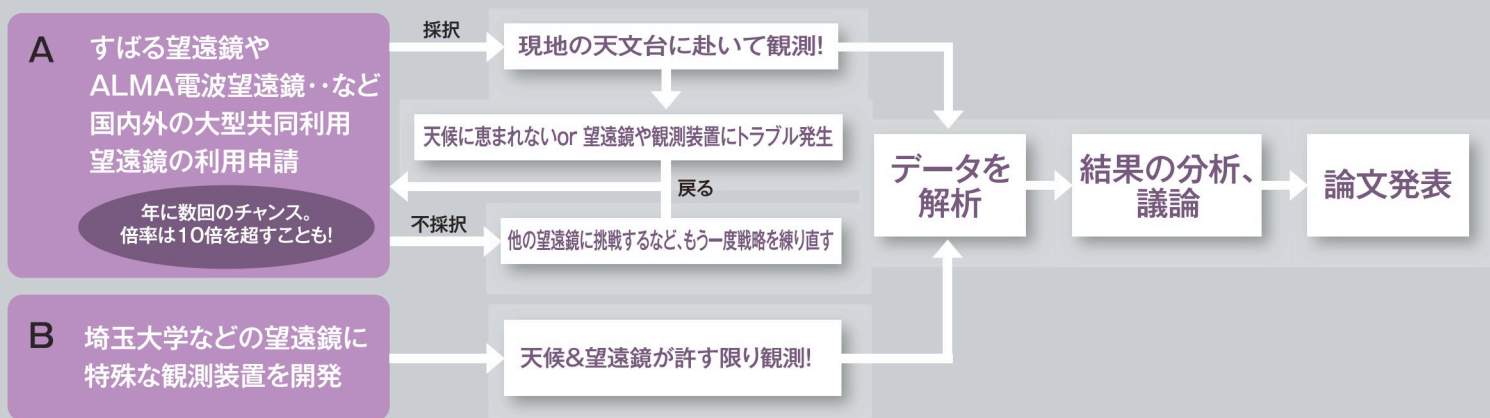 A
すばる望遠鏡や
ALMA電波望遠鏡‥など
国内外の大型共同利用
望遠鏡の利用申請
年に数回のチャンス。
倍率は10倍を超すことも!
採択
現地の天文台に赴いて観測!
天候に恵まれないor 望遠鏡や観測装置にトラブル発生
戻る
不採択
他の望遠鏡に挑戦するなど、もう一度戦略を練り直す
B
埼玉大学などの望遠鏡に
特殊な観測装置を開発
天候&望遠鏡が許す限り観測!
データを
解析
結果の分析、
議論
論文発表